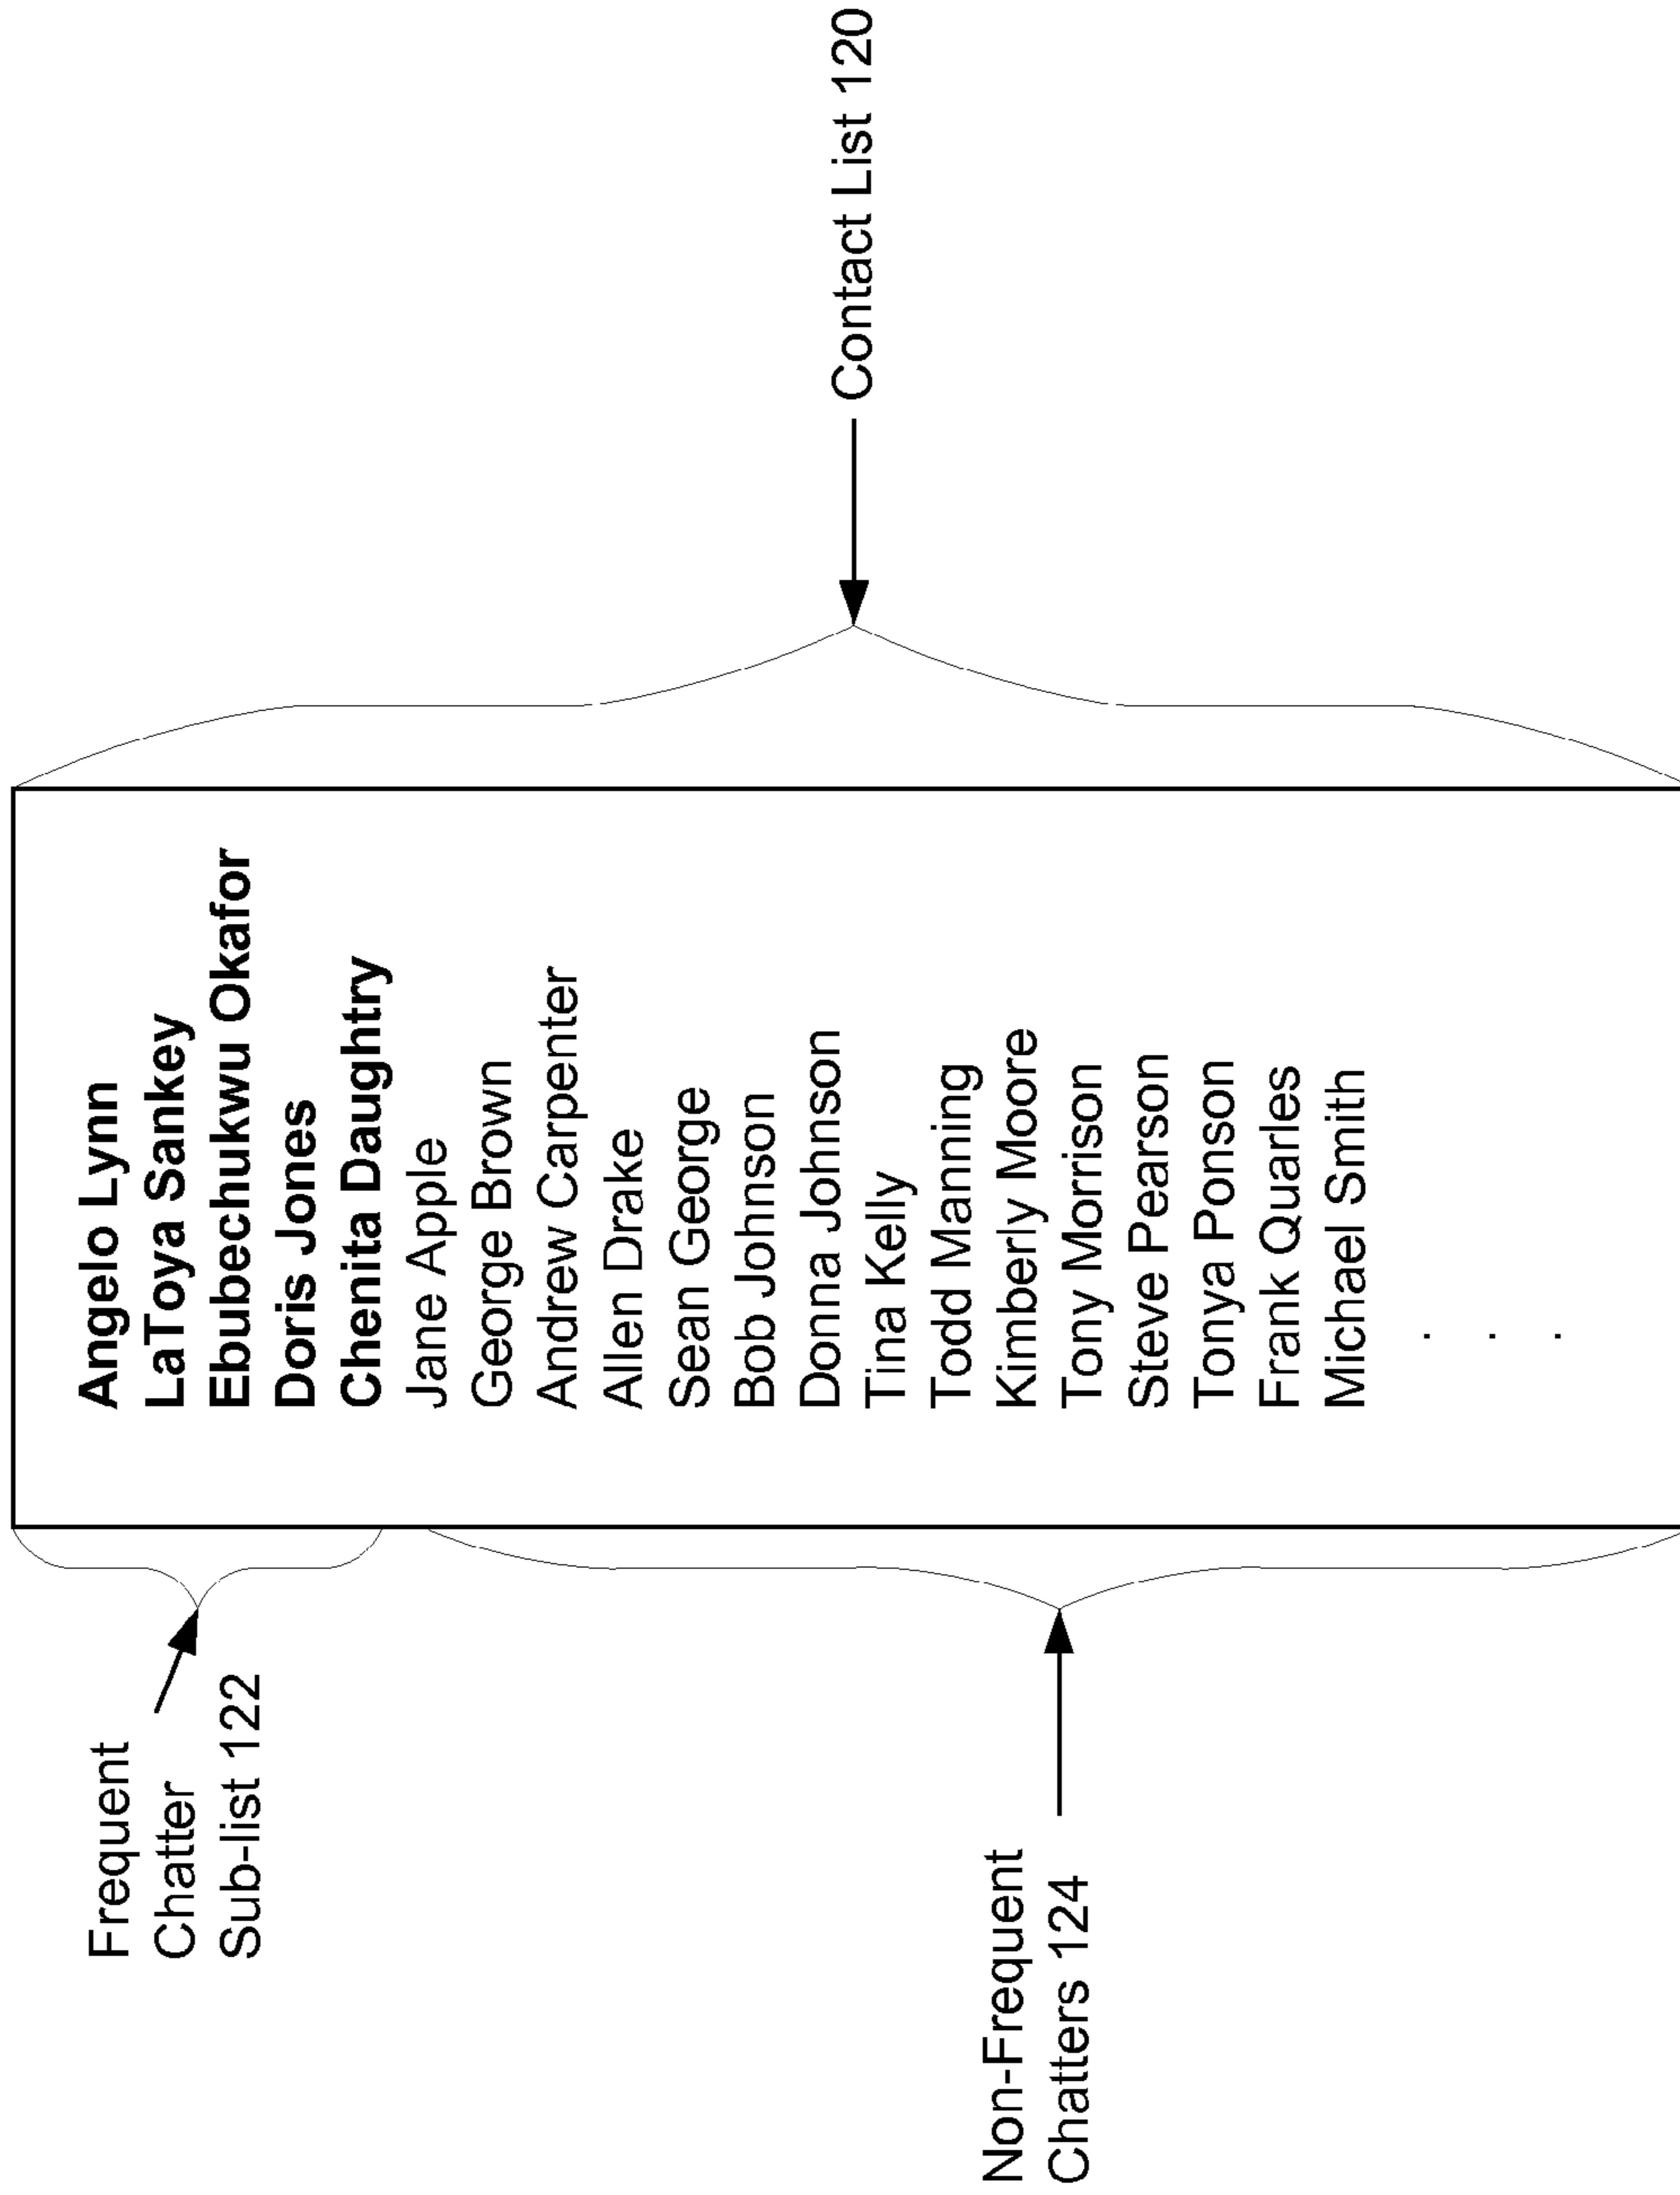 Frequent
Chatter
Sub-list 122
Non-Frequent
Chatters 124
Angelo Lynn
LaToya Sankey
Ebubechukwu Okafor
Doris Jones
Chenita Daughtry
Jane Apple
George Brown
Andrew Carpenter
Allen Drake
Sean George
Bob Johnson
Donna Johnson
Tina Kelly
Todd Manning
Kimberly Moore
Tony Morrison
Steve Pearson
Tonya Ponson
Frank Quarles
Michael Smith
.
.
.
Contact List 120